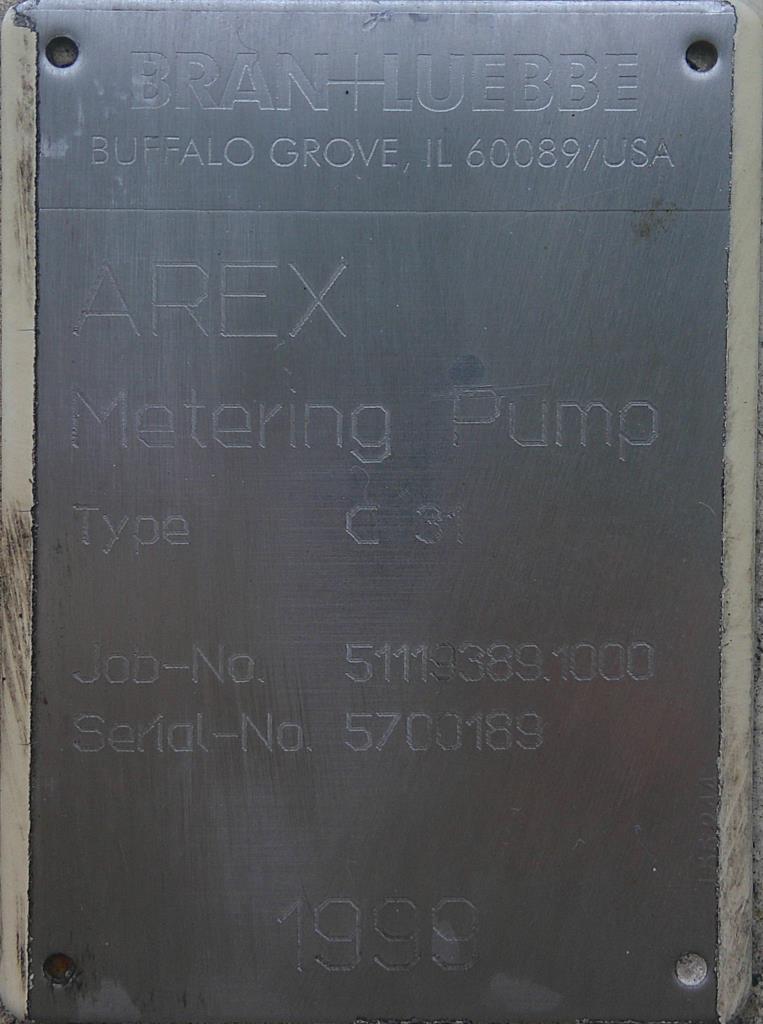 BRAN+LUEBBE
BUFFALO GROVE, IL 60089/USA
AREX
Metering Pump
Type C 31
Job-No. 51119389.1000
Serial-No. 5700189
1999